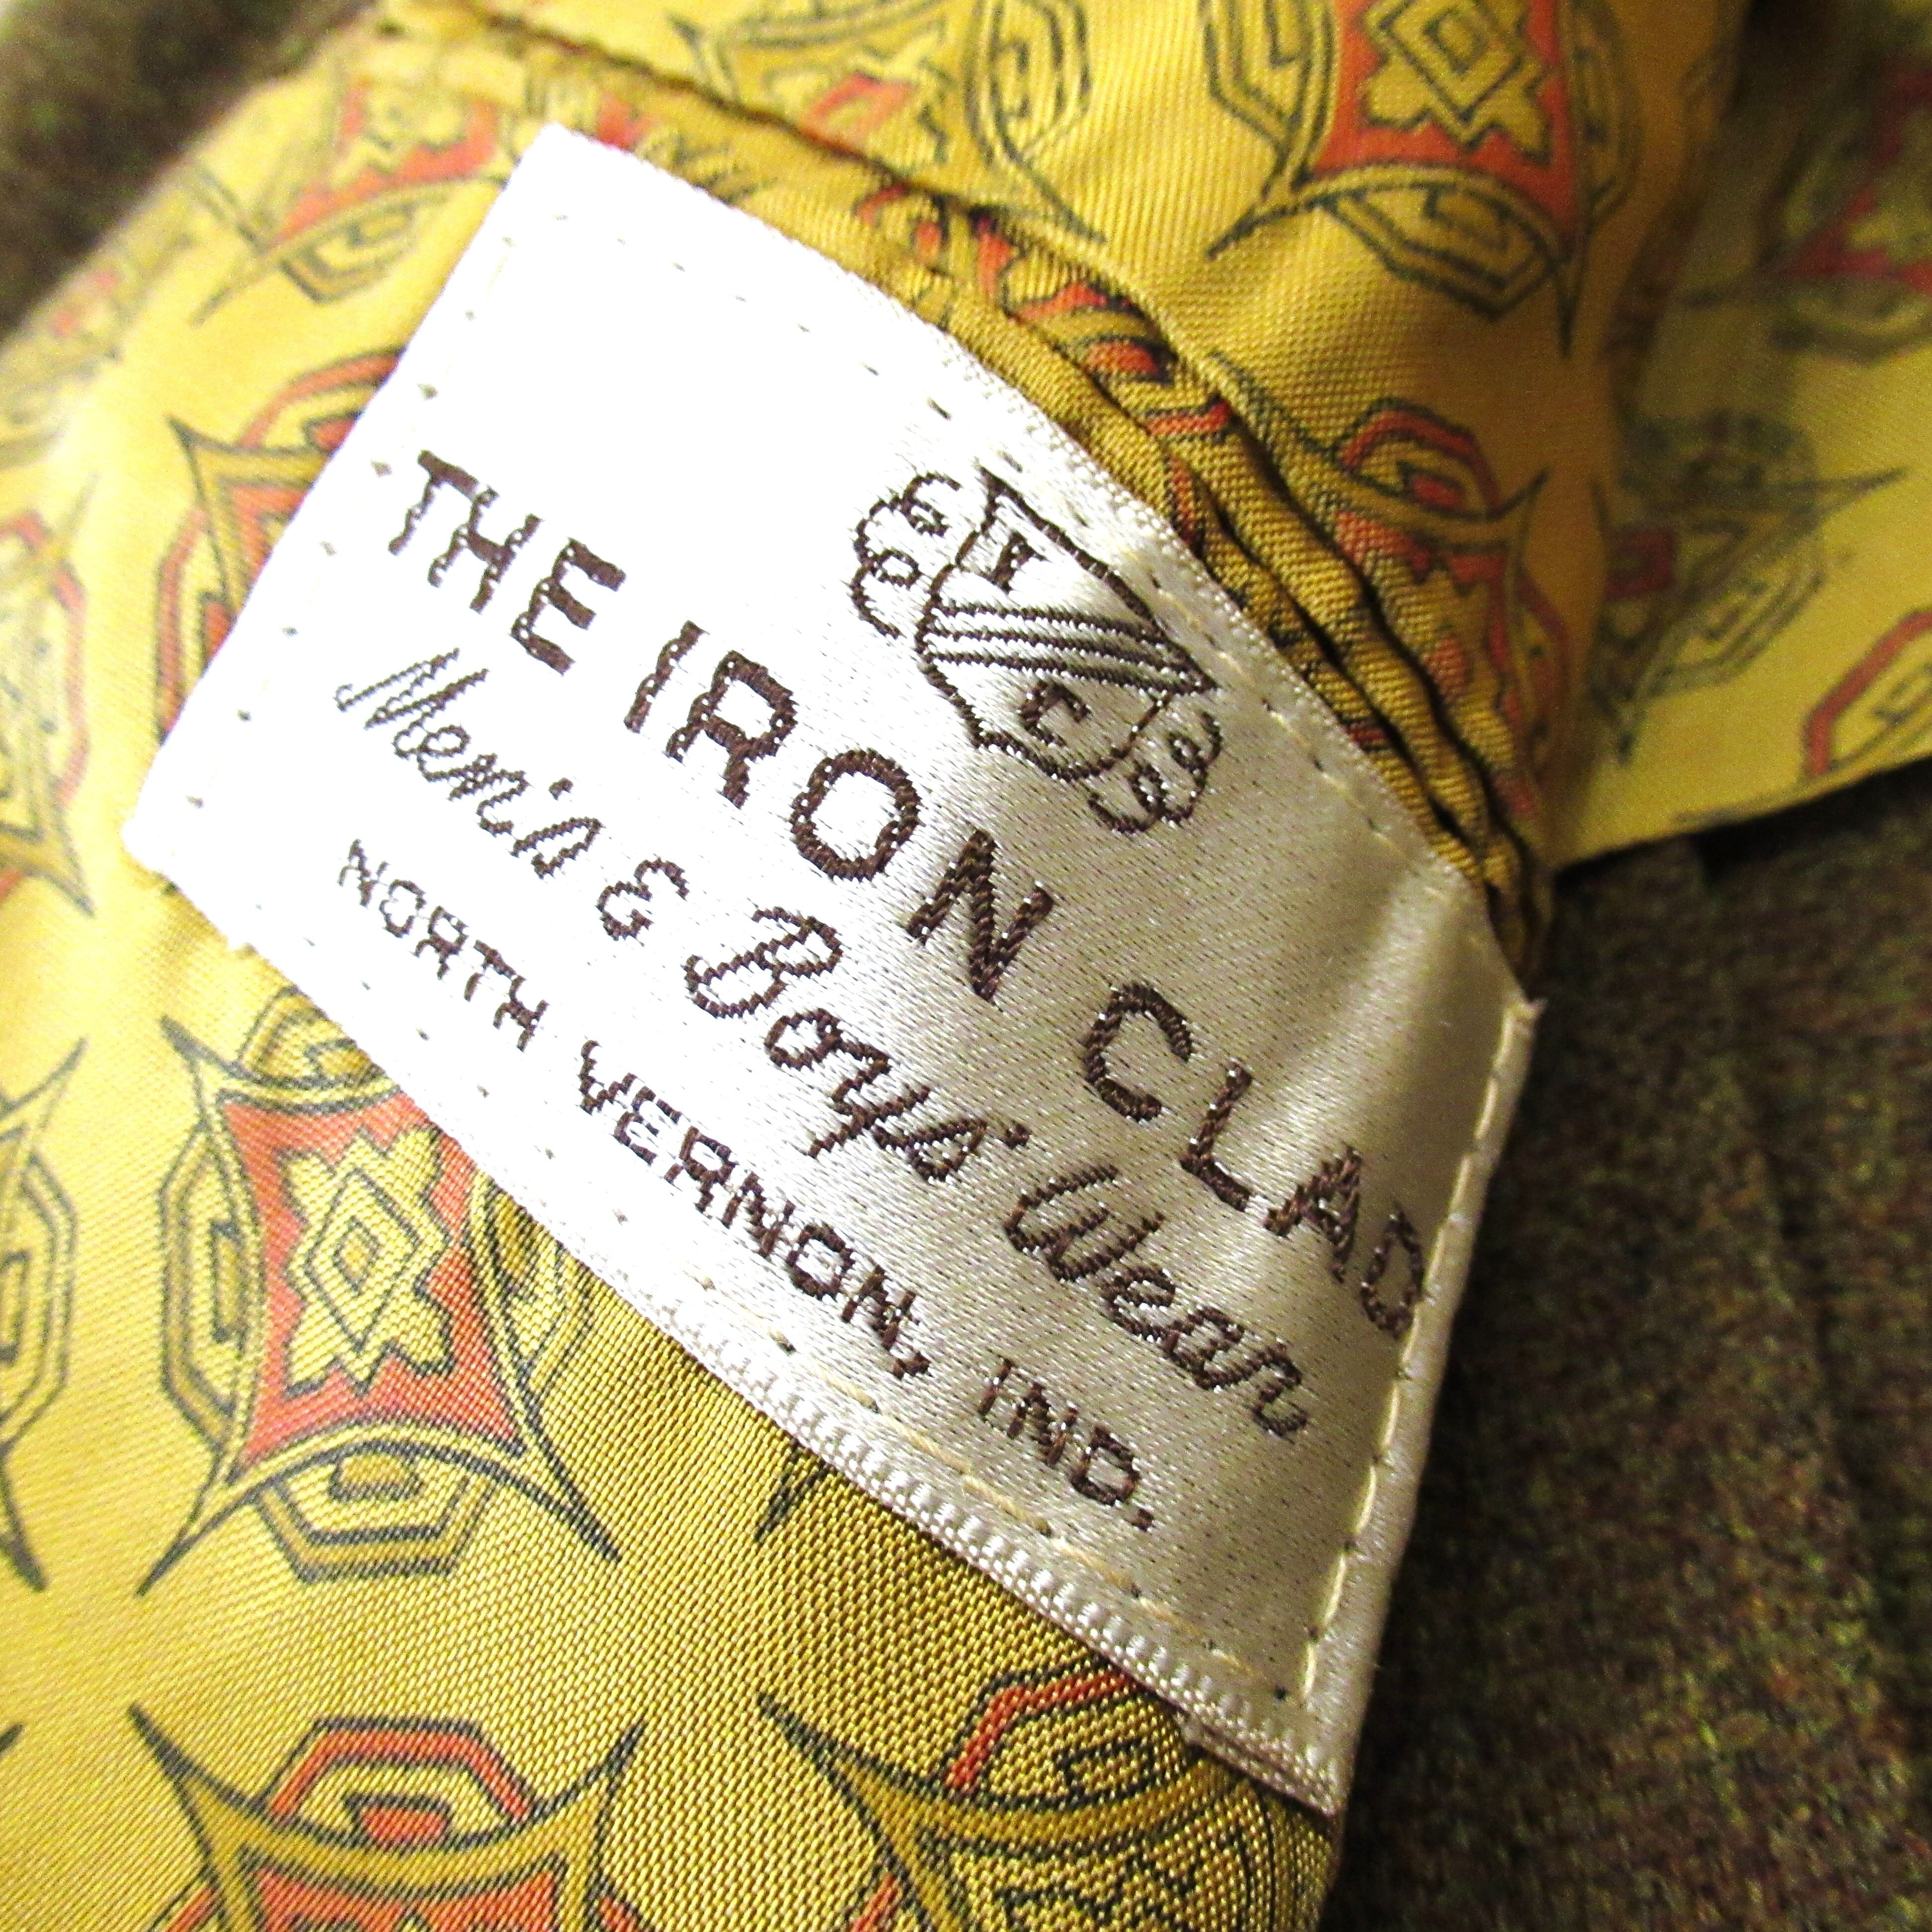 I
C
THE IRON CLAD
Men's & Boys' Wear
NORTH VERNON, IND.